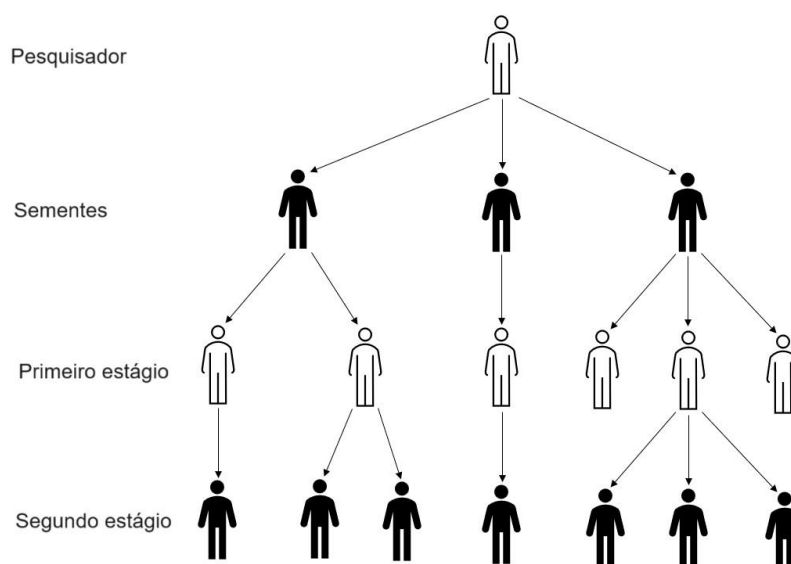 Pesquisador
Sementes
Primeiro estágio
Segundo estágio